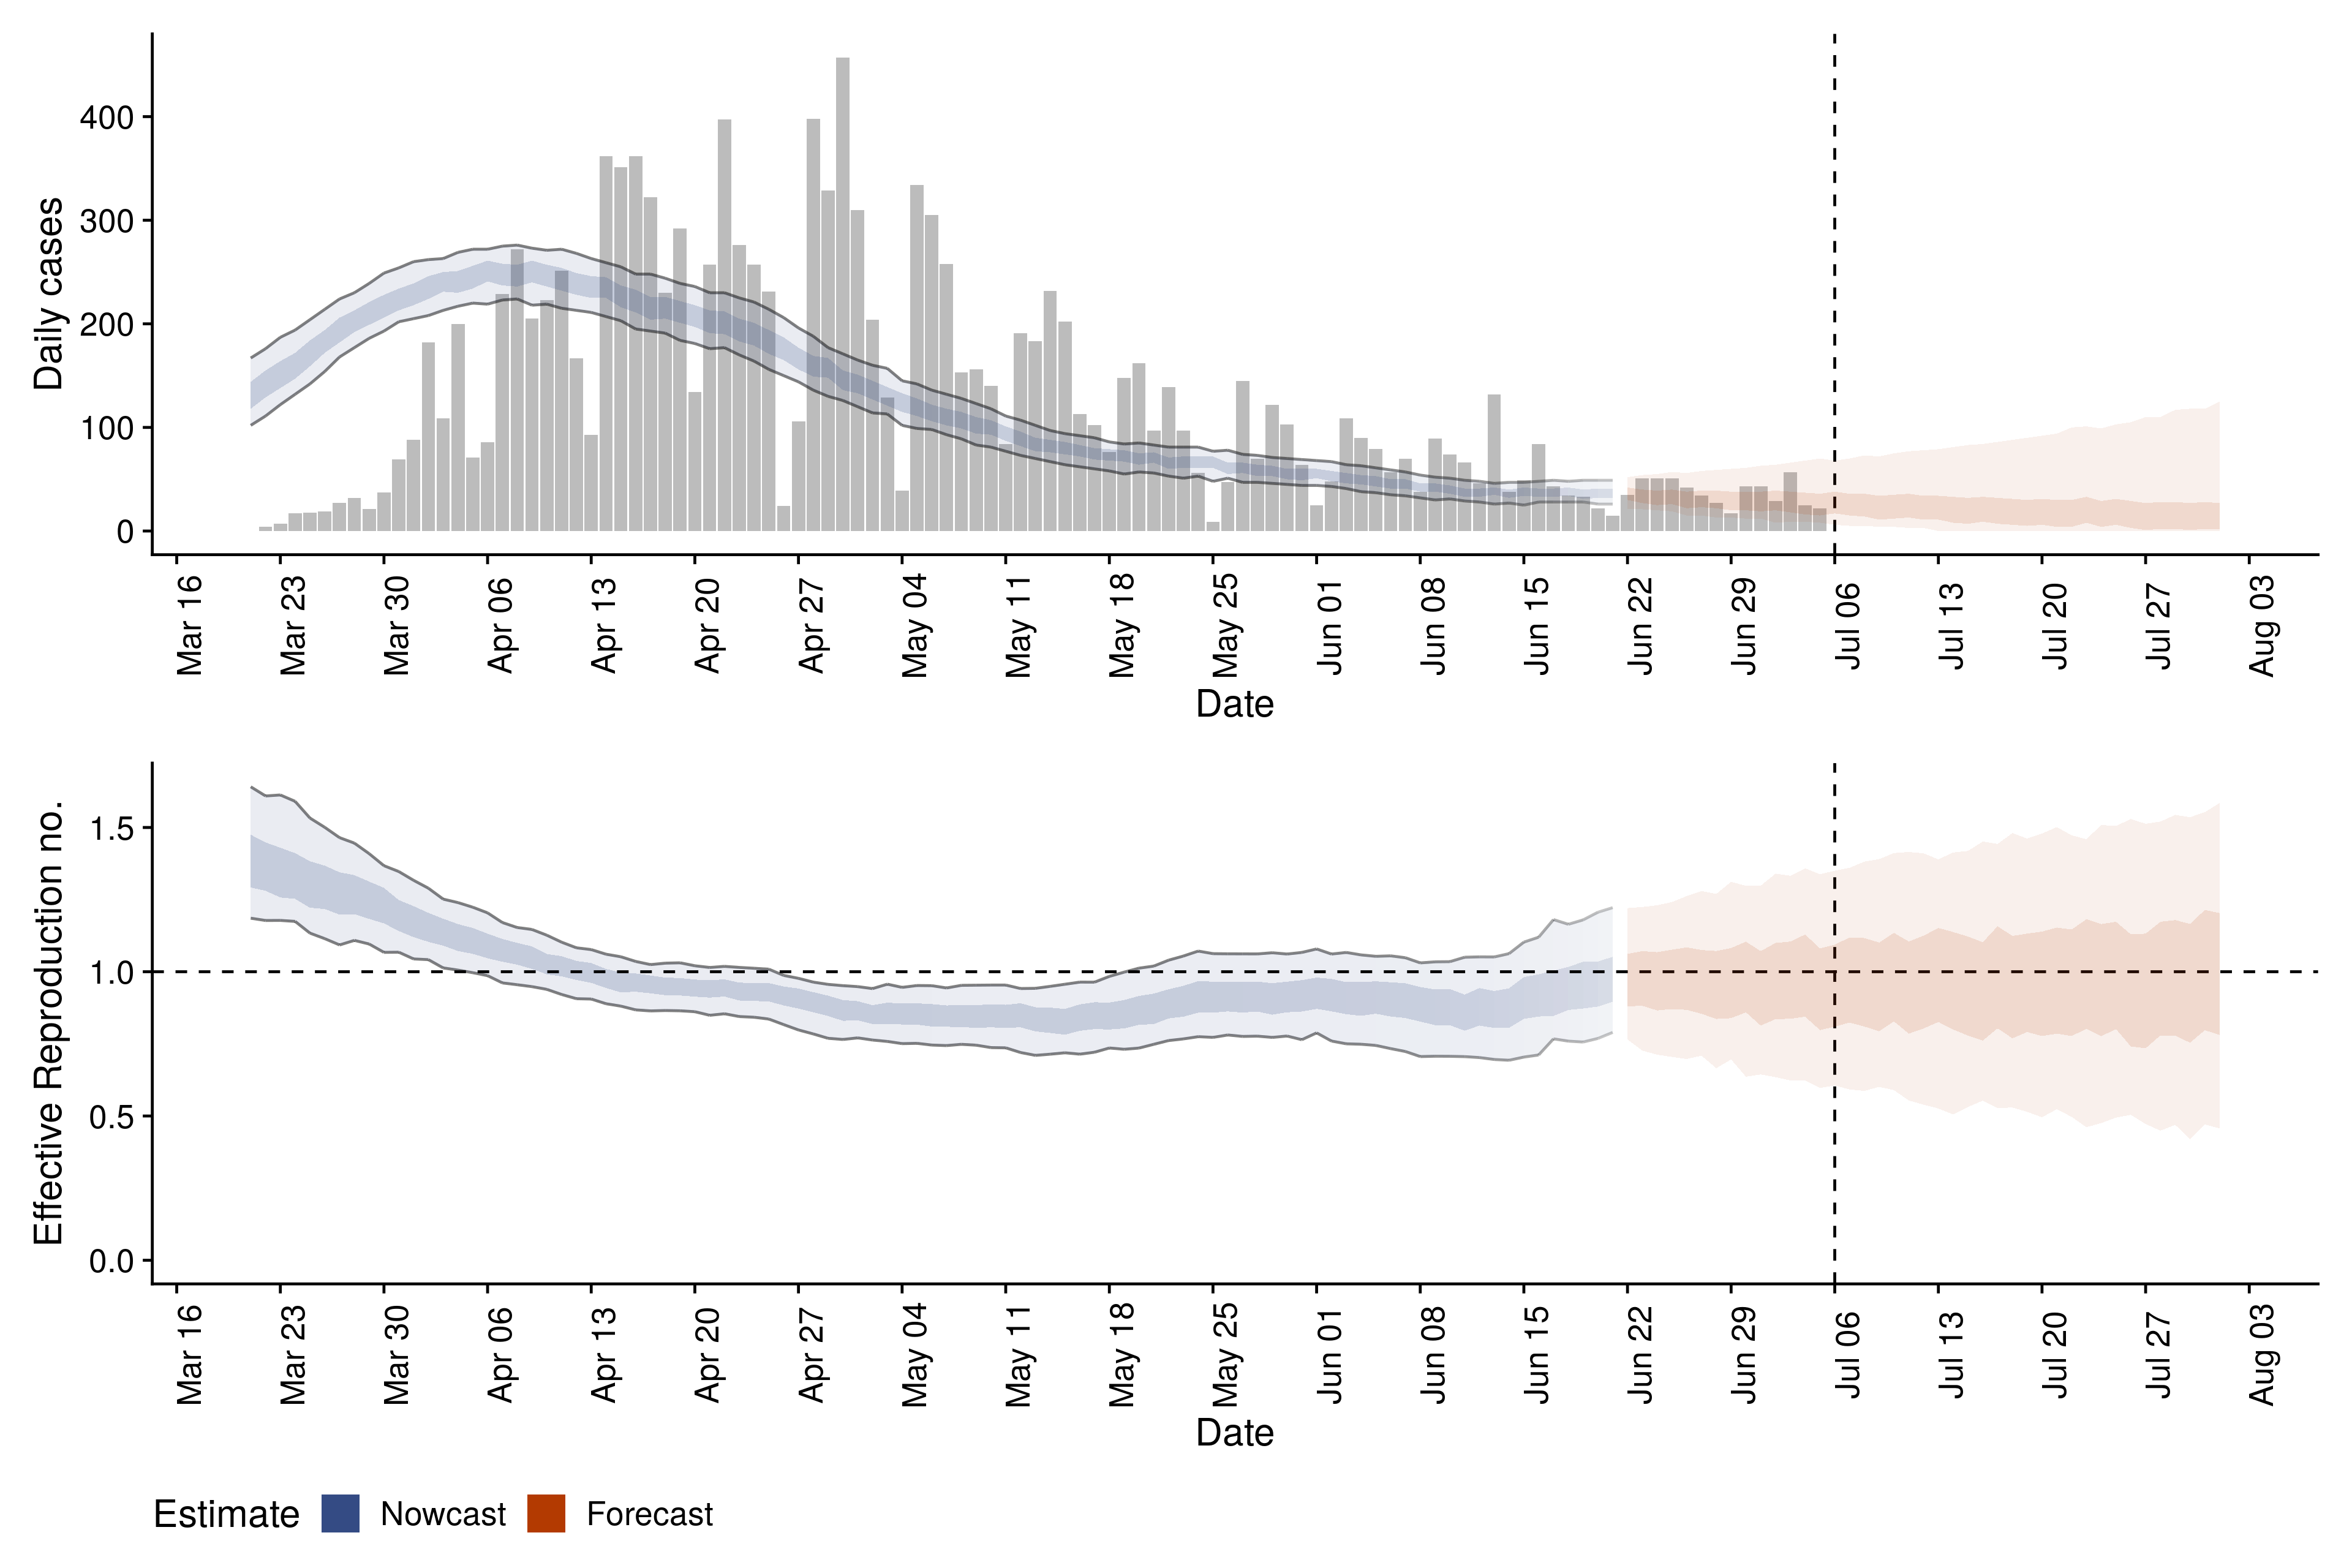 Daily cases
400
300
200
100
0
Mar 16
Mar 23
Mar 30
Apr 06
Apr 13
Apr 20
Apr 27
May 04
May 11
May 18
May 25
Jun 01
Jun 08
Jun 15
Jun 22
Jun 29
Jul 06
Jul 13
Jul 20
Jul 27
Aug 03
Date
Effective Reproduction no.
1.5
1.0
0.5
0.0
Mar 16
Mar 23
Mar 30
Apr 06
Apr 13
Apr 20
Apr 27
May 04
May 11
May 18
May 25
Jun 01
Jun 08
Jun 15
Jun 22
Jun 29
Jul 06
Jul 13
Jul 20
Jul 27
Aug 03
Date
Estimate Nowcast Forecast